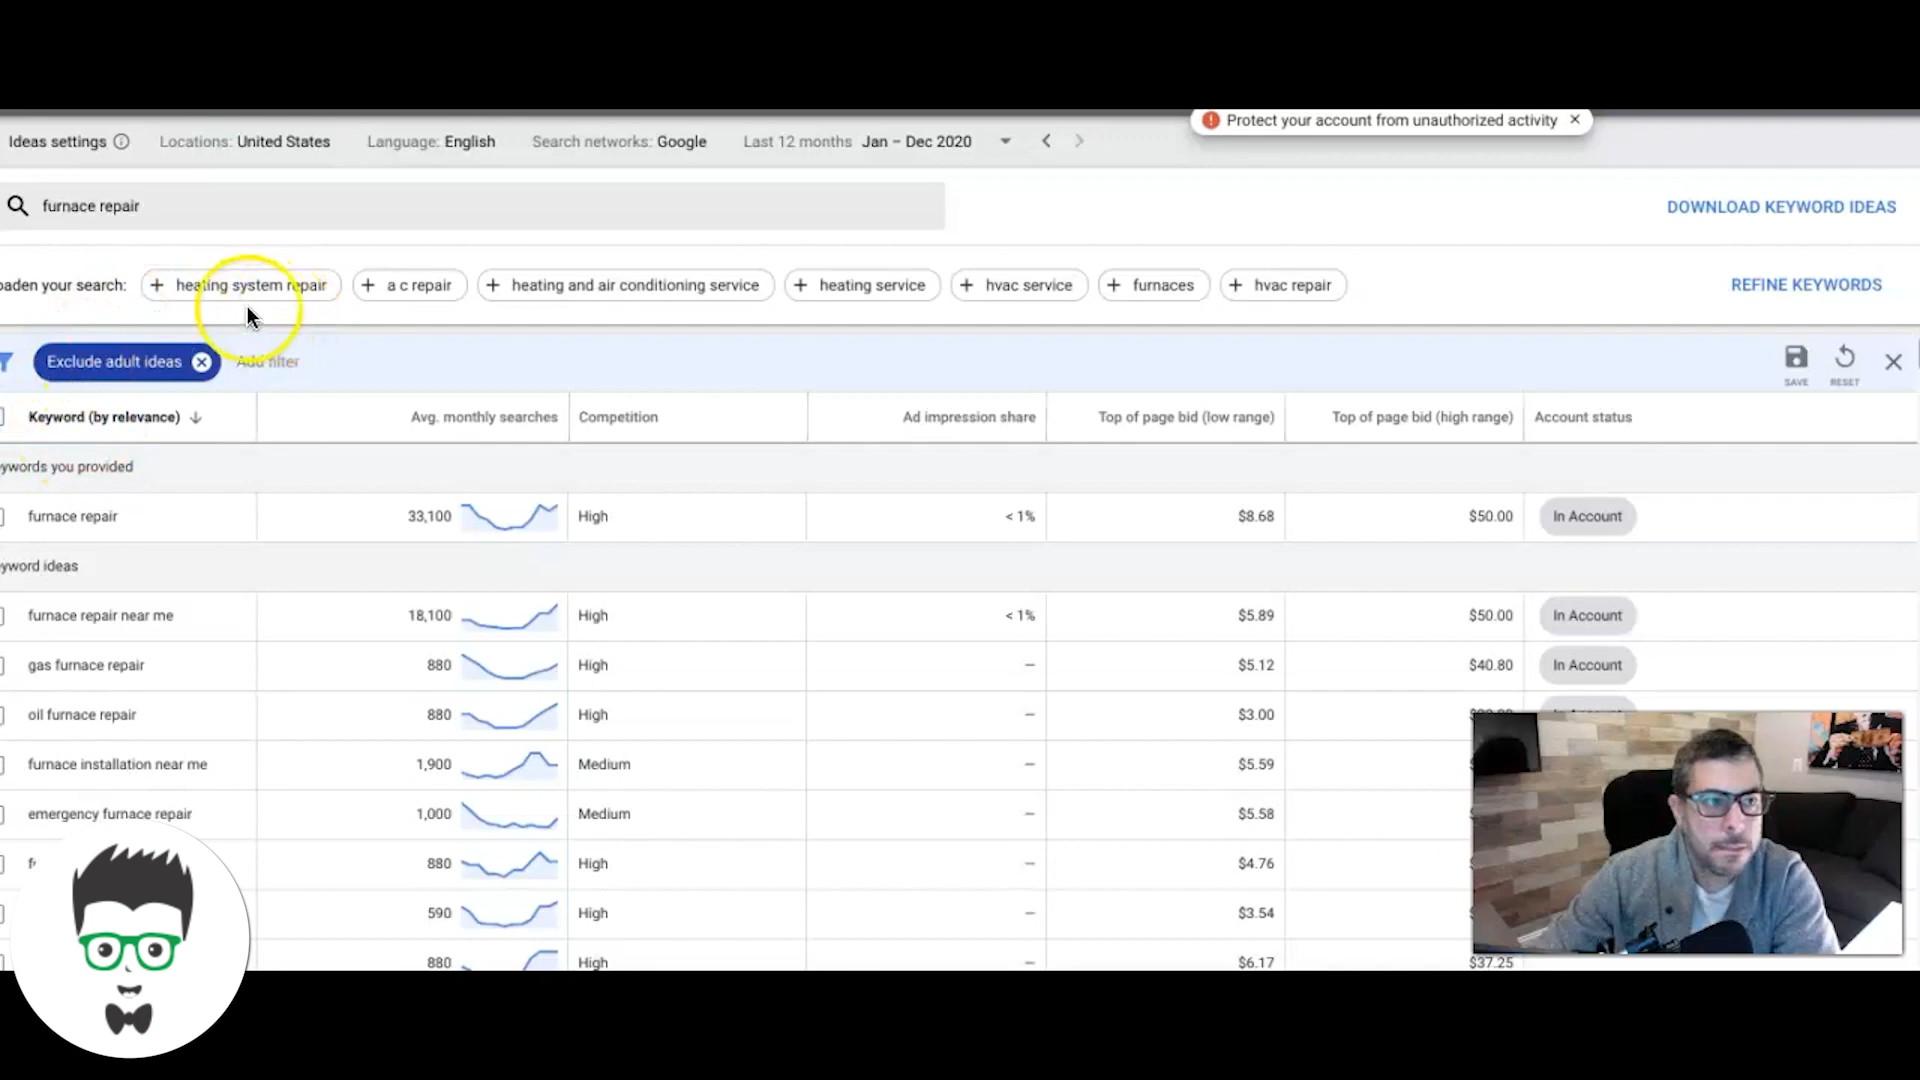 Protect your account from unauthorized activity
Ideas settings Locations: United States Language: English Search networks: Google Last 12 months Jan – Dec 2020
furnace repair DOWNLOAD KEYWORD IDEAS
oaden your search: heating system repair a c repair heating and air conditioning service heating service hvac service furnaces hvac repair REFINE KEYWORDS
Exclude adult ideas Add filter SAVE RESET
Keyword (by relevance) Avg. monthly searches Competition Ad impression share Top of page bid (low range) Top of page bid (high range) Account status
eywords you provided
furnace repair 33,100 High < 1% $8.68 $50.00 In Account
eyword ideas
furnace repair near me 18,100 High < 1% $5.89 $50.00 In Account
gas furnace repair 880 High – $5.12 $40.80 In Account
oil furnace repair 880 High – $3.00
furnace installation near me 1,900 Medium – $5.59
emergency furnace repair 1,000 Medium – $5.58
880 High – $4.76
590 High – $3.54
880 High – $6.17 $37.25